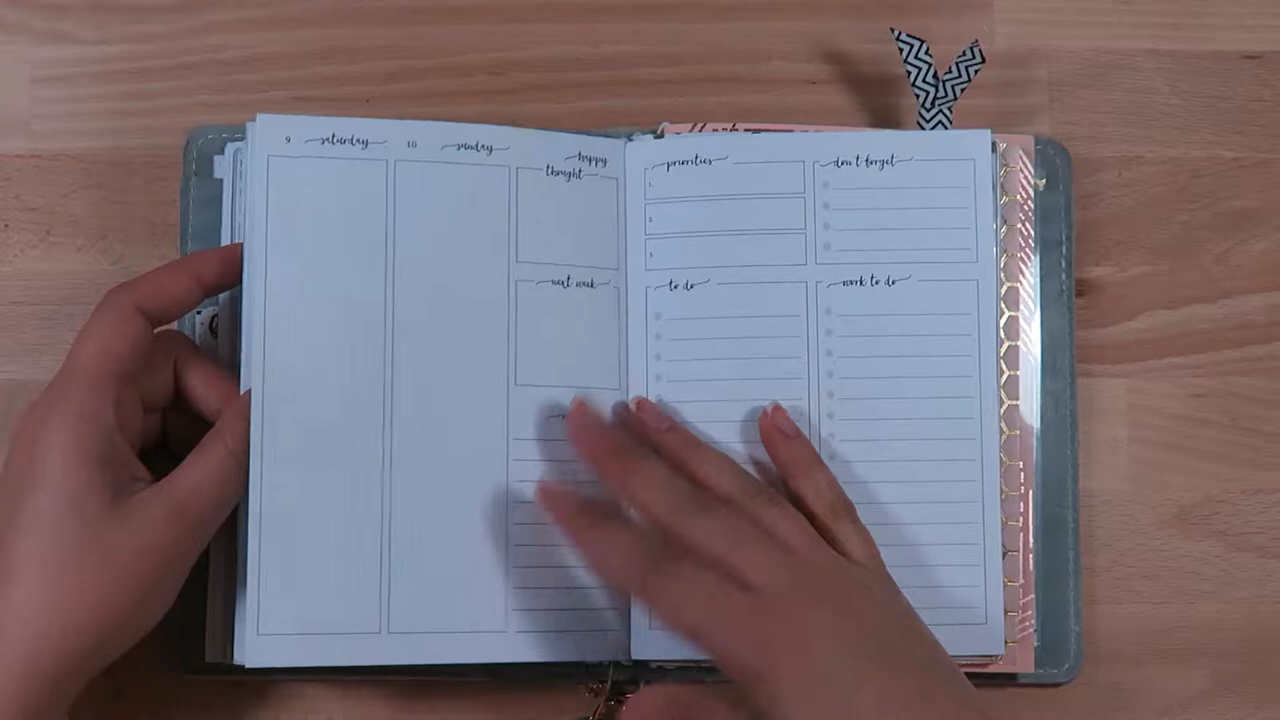 9 saturday 10 sunday
happy
thought
next week
priorities
1.
2.
3.
don't forget
to do
work to do